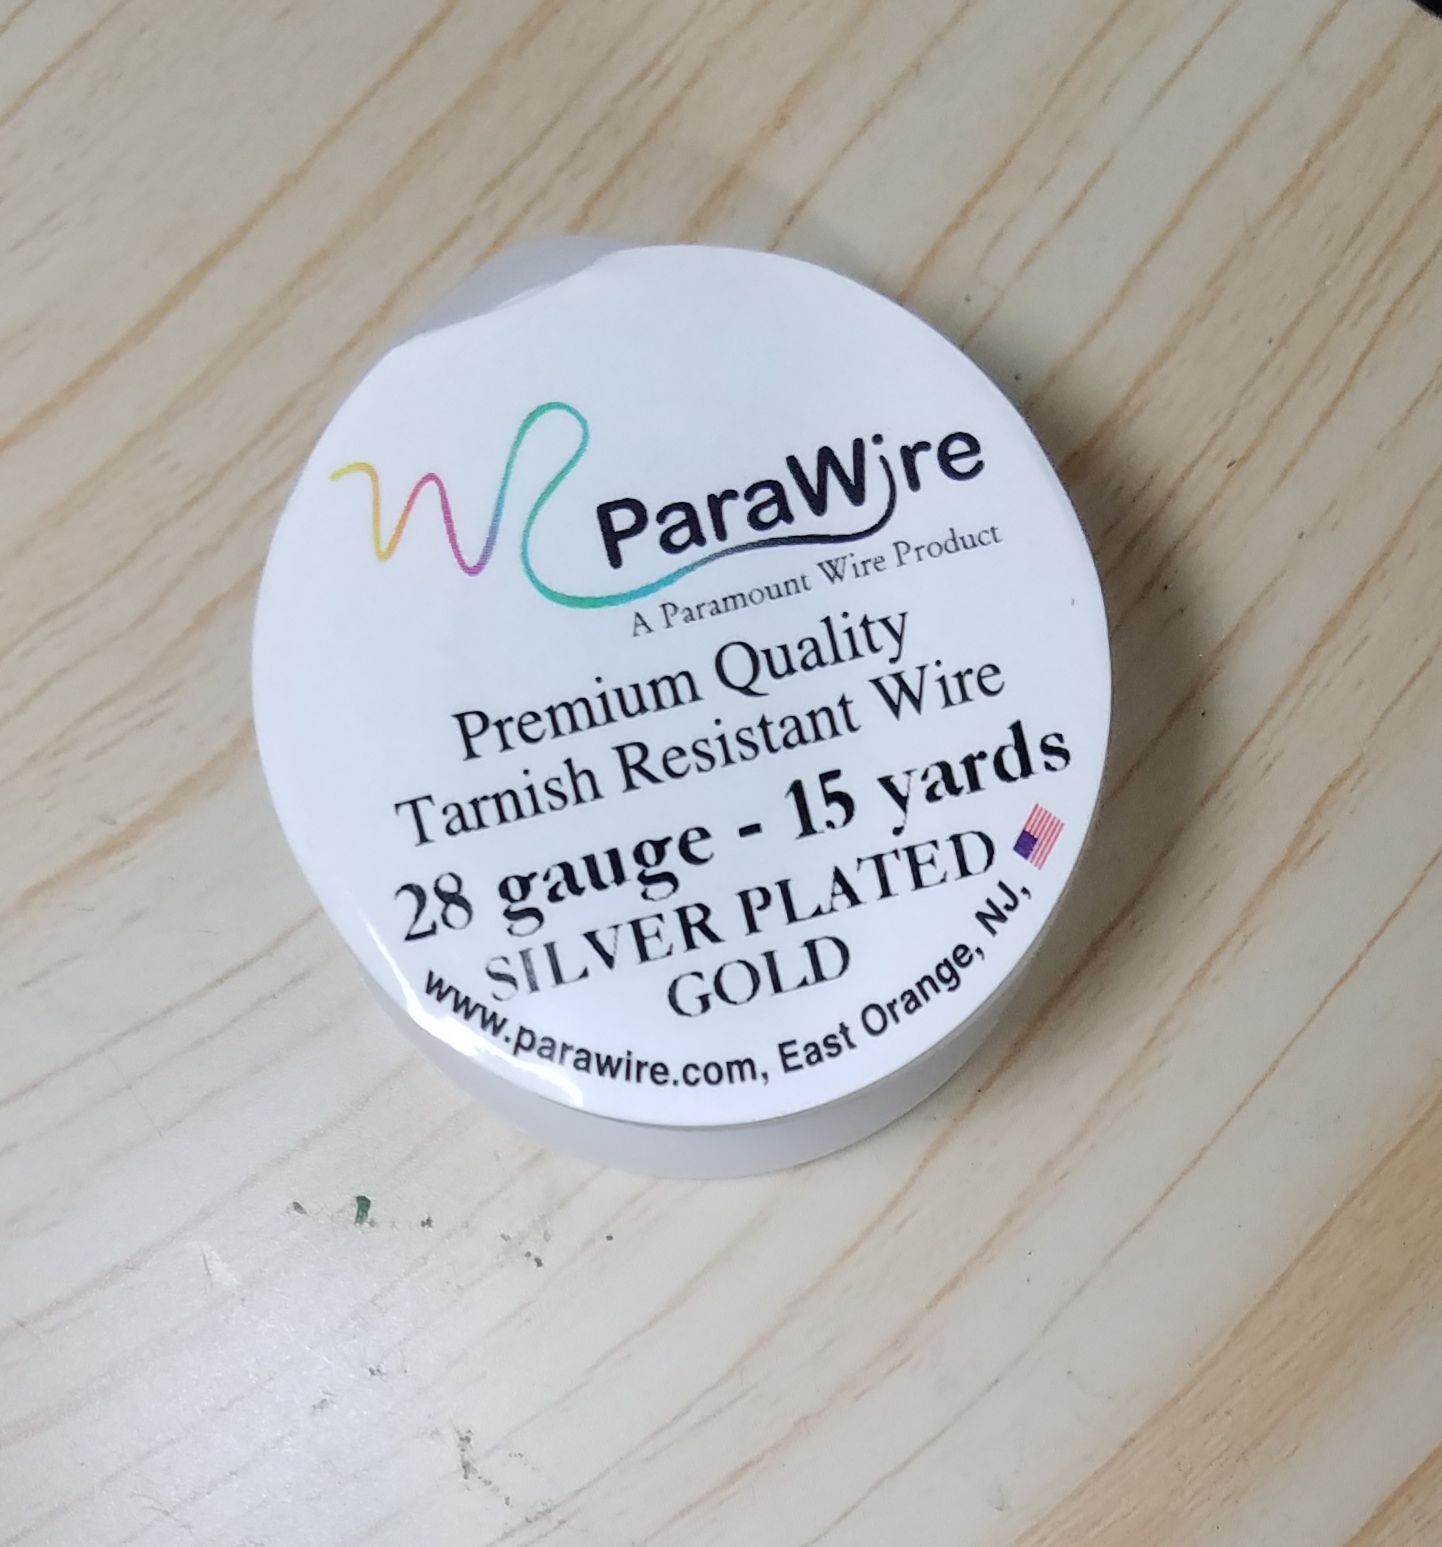 ParaWire
A Paramount Wire Product
Premium Quality
Tarnish Resistant Wire
28 gauge - 15 yards
SILVER PLATED
GOLD
www.parawire.com, East Orange, NJ,